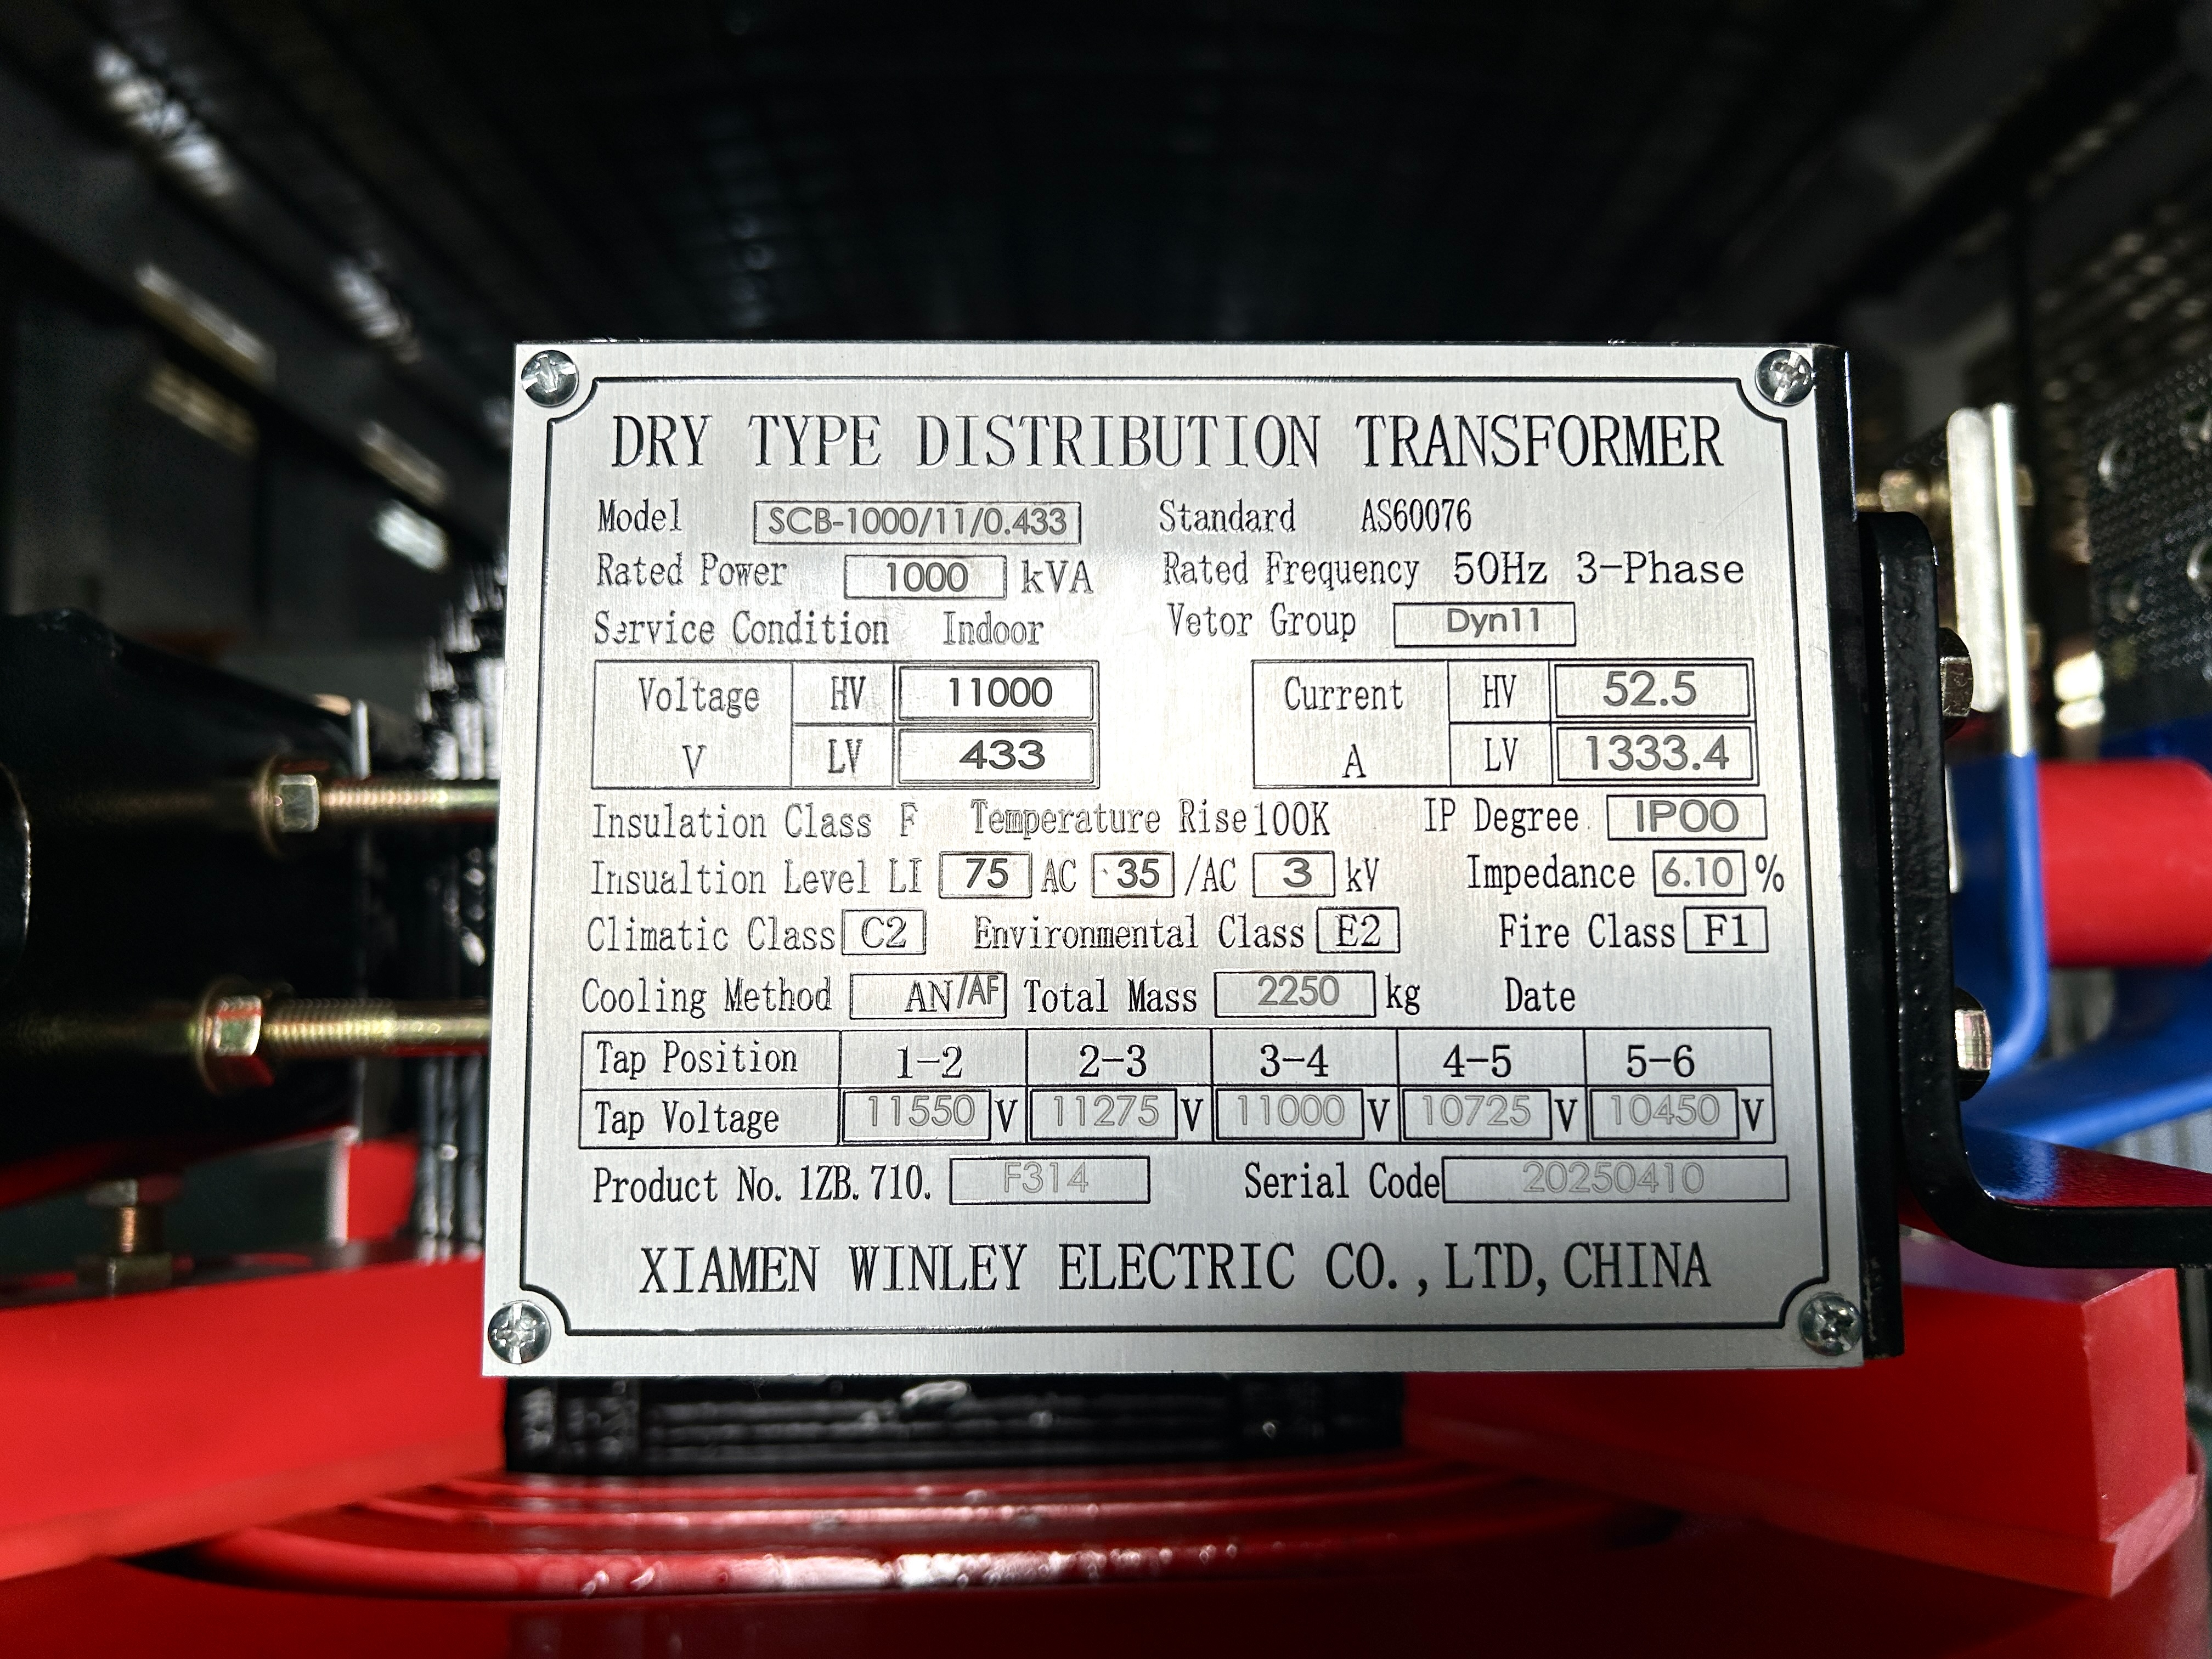 DRY TYPE DISTRIBUTION TRANSFORMER
Model SCB-1000/11/0.433 Standard AS60076
Rated Power 1000 kVA Rated Frequency 50Hz 3-Phase
Service Condition Indoor Vetor Group Dyn11
Voltage V HV 11000 Current A HV 52.5
LV 433 LV 1333.4
Insulation Class F Temperature Rise 100K IP Degree IP00
Insualtion Level LI 75 AC 35 /AC 3 kV Impedance 6.10 %
Climatic Class C2 Environmental Class E2 Fire Class F1
Cooling Method AN/AF Total Mass 2250 kg Date
Tap Position 1-2 2-3 3-4 4-5 5-6
Tap Voltage 11550 V 11275 V 11000 V 10725 V 10450 V
Product No. 1ZB.710. F314 Serial Code 20250410
XIAMEN WINLEY ELECTRIC CO.,LTD,CHINA